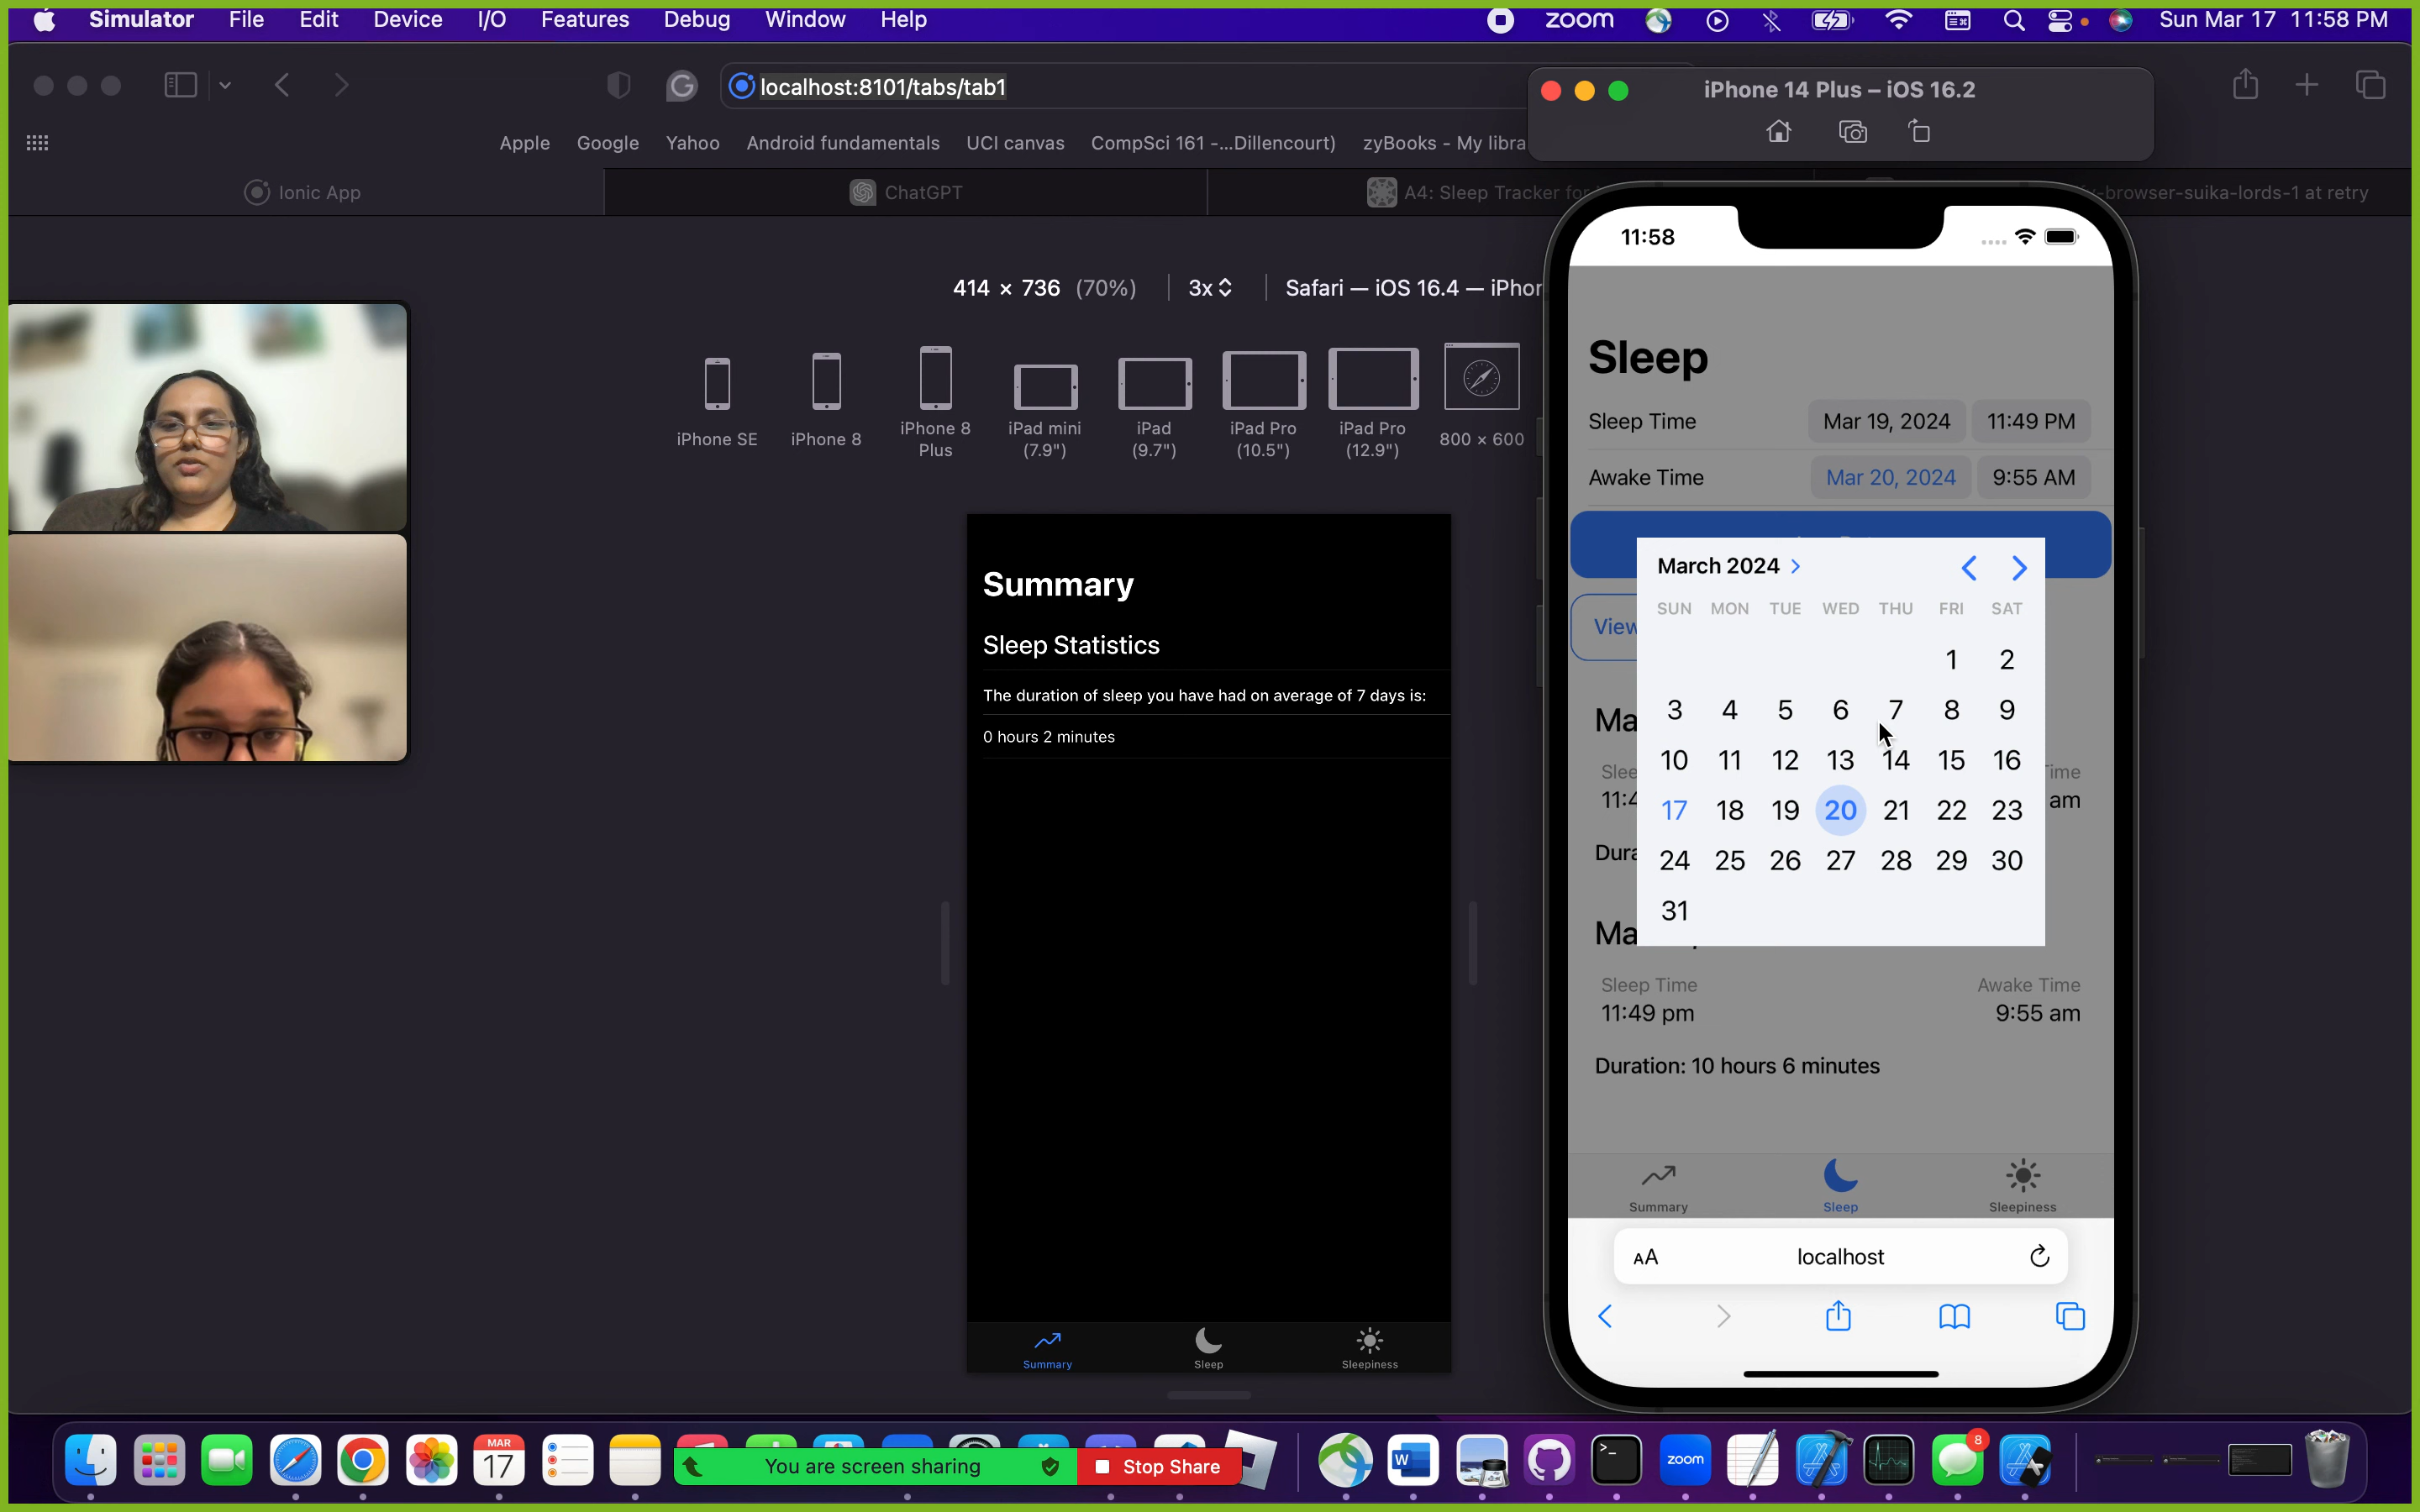 Simulator File Edit Device I/O Features Debug Window Help
zoom Sun Mar 17 11:58 PM
localhost:8101/tabs/tab1
iPhone 14 Plus – iOS 16.2
Apple Google Yahoo Android fundamentals UCI canvas CompSci 161 -...Dillencourt) zyBooks - My libra
Ionic App
ChatGPT
A4: Sleep Tracker for
-browser-suika-lords-1 at retry
414 × 736 (70%) 3x Safari — iOS 16.4 — iPhor
iPhone SE
iPhone 8
iPhone 8
Plus
iPad mini
(7.9")
iPad
(9.7")
iPad Pro
(10.5")
iPad Pro
(12.9")
800 × 600
Summary
Sleep Statistics
The duration of sleep you have had on average of 7 days is:
0 hours 2 minutes
Summary Sleep Sleepiness
11:58
Sleep
Sleep Time Mar 19, 2024 11:49 PM
Awake Time Mar 20, 2024 9:55 AM
View
March 2024
SUN MON TUE WED THU FRI SAT
1 2
3 4 5 6 7 8 9
10 11 12 13 14 15 16
17 18 19 20 21 22 23
24 25 26 27 28 29 30
31
Ma
Slee ime
11:4 am
Dura
Ma
Sleep Time Awake Time
11:49 pm 9:55 am
Duration: 10 hours 6 minutes
Summary Sleep Sleepiness
AA localhost
MAR
17
You are screen sharing
Stop Share
W
zoom
8